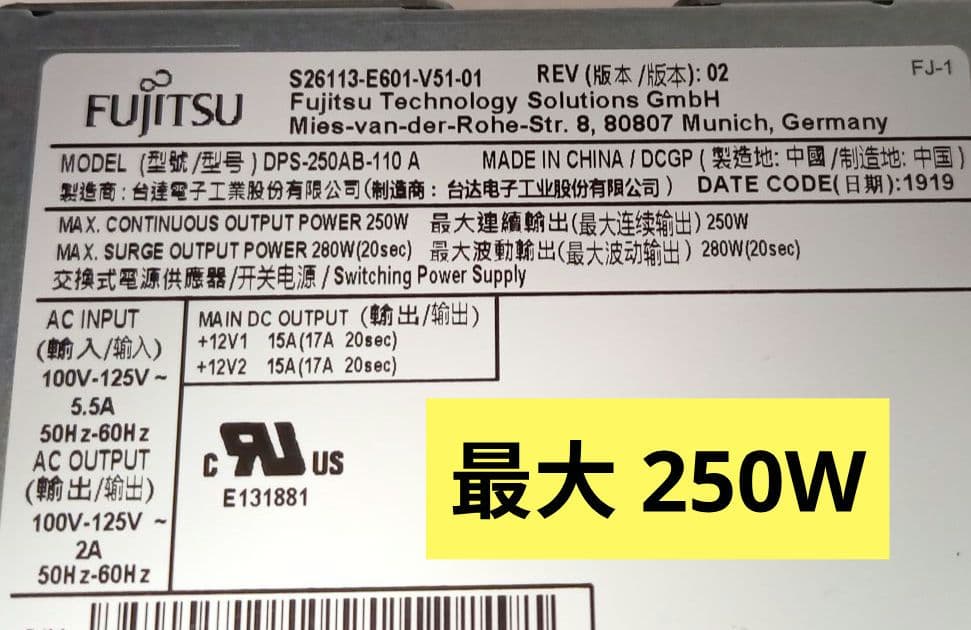 FUJITSU
S26113-E601-V51-01 REV (版本/版本): 02 FJ-1
Fujitsu Technology Solutions GmbH
Mies-van-der-Rohe-Str. 8, 80807 Munich, Germany
MODEL (型號/型号) DPS-250AB-110 A MADE IN CHINA / DCGP (製造地: 中國/制造地: 中国)
製造商: 台達電子工業股份有限公司(制造商: 台达电子工业股份有限公司) DATE CODE(日期):1919
MAX. CONTINUOUS OUTPUT POWER 250W 最大連續輸出(最大连续输出) 250W
MAX. SURGE OUTPUT POWER 280W(20sec) 最大波動輸出(最大波动输出) 280W(20sec)
交換式電源供應器/开关电源 / Switching Power Supply
AC INPUT
(輸入/输入)
100V-125V ~
5.5A
50Hz-60Hz
AC OUTPUT
(輸出/输出)
100V-125V ~
2A
50Hz-60Hz
MAIN DC OUTPUT (輸出/输出)
+12V1 15A(17A 20sec)
+12V2 15A(17A 20sec)
C RU US
E131881
最大 250W